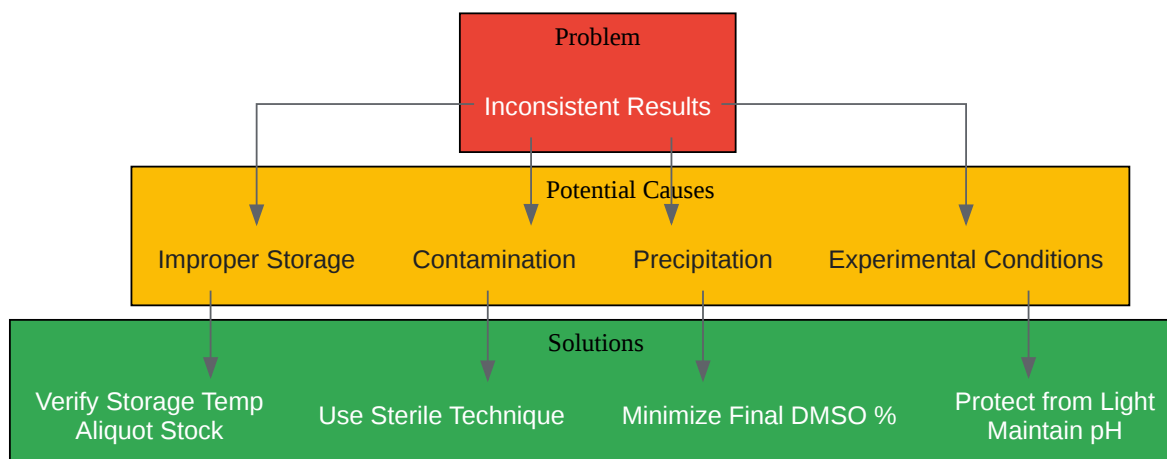 Problem
Inconsistent Results
Potential Causes
Improper Storage
Contamination
Precipitation
Experimental Conditions
Solutions
Verify Storage Temp
Aliquot Stock
Use Sterile Technique
Minimize Final DMSO %
Protect from Light
Maintain pH